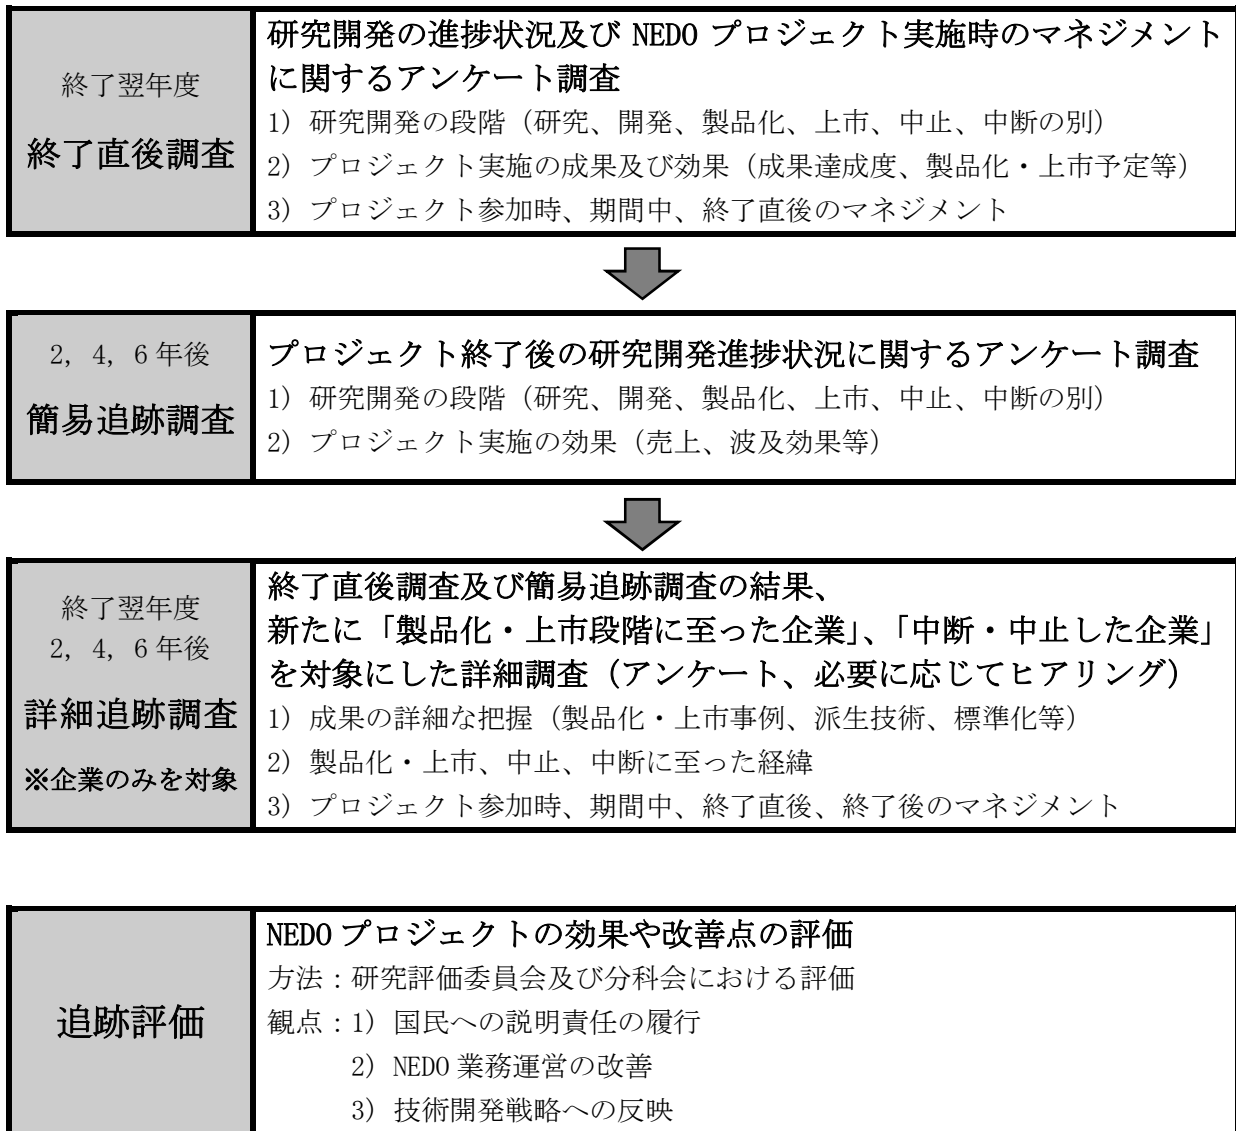 終了翌年度
終了直後調査
研究開発の進捗状況及び NEDO プロジェクト実施時のマネジメント
に関するアンケート調査
1) 研究開発の段階（研究、開発、製品化、上市、中止、中断の別）
2) プロジェクト実施の成果及び効果（成果達成度、製品化・上市予定等）
3) プロジェクト参加時、期間中、終了直後のマネジメント
2, 4, 6 年後
簡易追跡調査
プロジェクト終了後の研究開発進捗状況に関するアンケート調査
1) 研究開発の段階（研究、開発、製品化、上市、中止、中断の別）
2) プロジェクト実施の効果（売上、波及効果等）
終了翌年度
2, 4, 6 年後
詳細追跡調査
※企業のみを対象
終了直後調査及び簡易追跡調査の結果、
新たに「製品化・上市段階に至った企業」、「中断・中止した企業」
を対象にした詳細調査（アンケート、必要に応じてヒアリング）
1) 成果の詳細な把握（製品化・上市事例、派生技術、標準化等）
2) 製品化・上市、中止、中断に至った経緯
3) プロジェクト参加時、期間中、終了直後、終了後のマネジメント
追跡評価
NEDO プロジェクトの効果や改善点の評価
方法：研究評価委員会及び分科会における評価
観点：1) 国民への説明責任の履行
2) NEDO 業務運営の改善
3) 技術開発戦略への反映